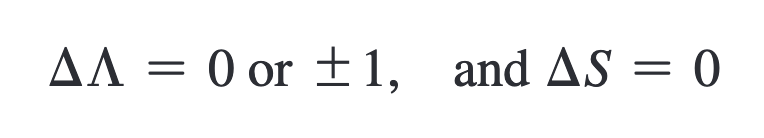 ΔΛ = 0 or ±1, and ΔS = 0